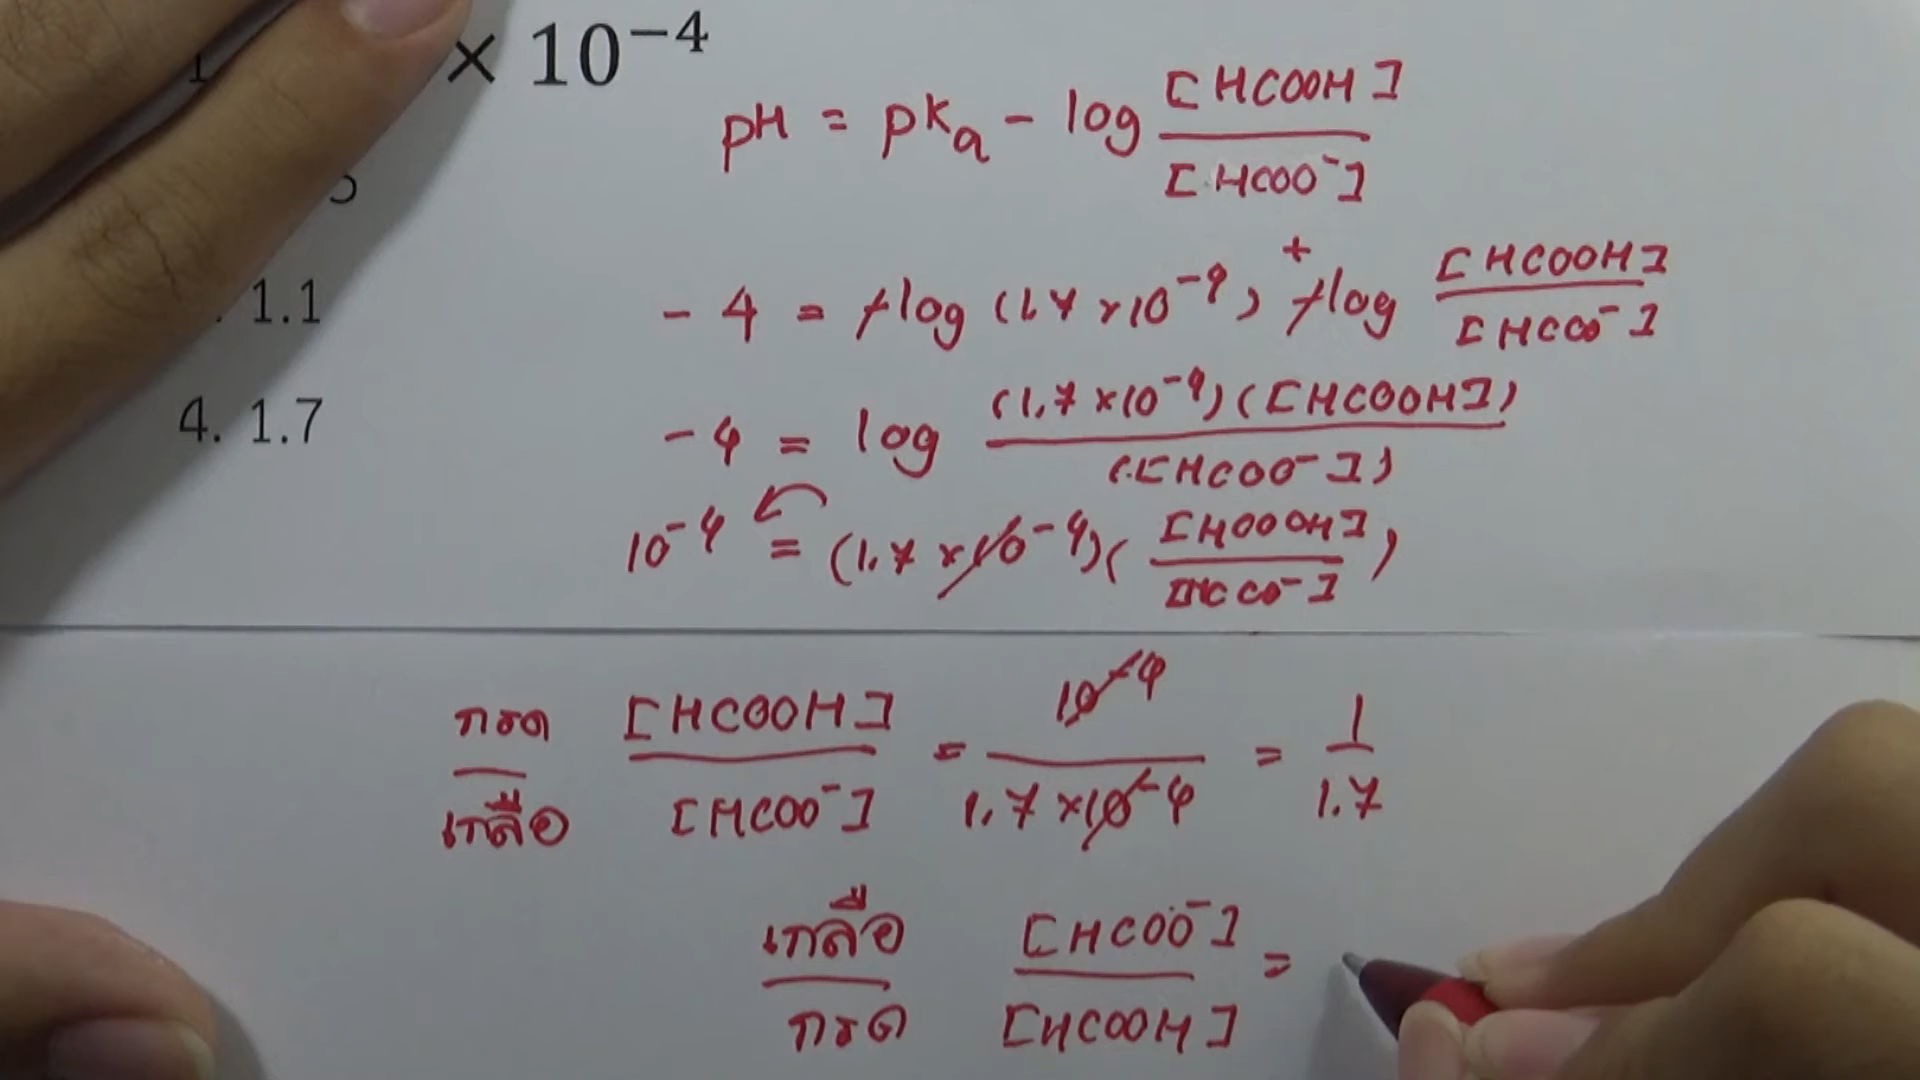 × 10⁻⁴
pH = pKa - log [HCOOH] / [HCOO⁻]
- 4 = + log (1.7 × 10⁻⁴) + log [HCOOH] / [HCOO⁻]
1.1
- 4 = log (1.7 × 10⁻⁴) ([HCOOH]) / ([HCOO⁻])
4. 1.7
10⁻⁴ = (1.7 × 10⁻⁴) ( [HCOOH] / [HCOO⁻] )
กรด / เกลือ [HCOOH] / [HCOO⁻] = 10⁻⁴ / 1.7 × 10⁻⁴ = 1 / 1.7
เกลือ / กรด [HCOO⁻] / [HCOOH] =